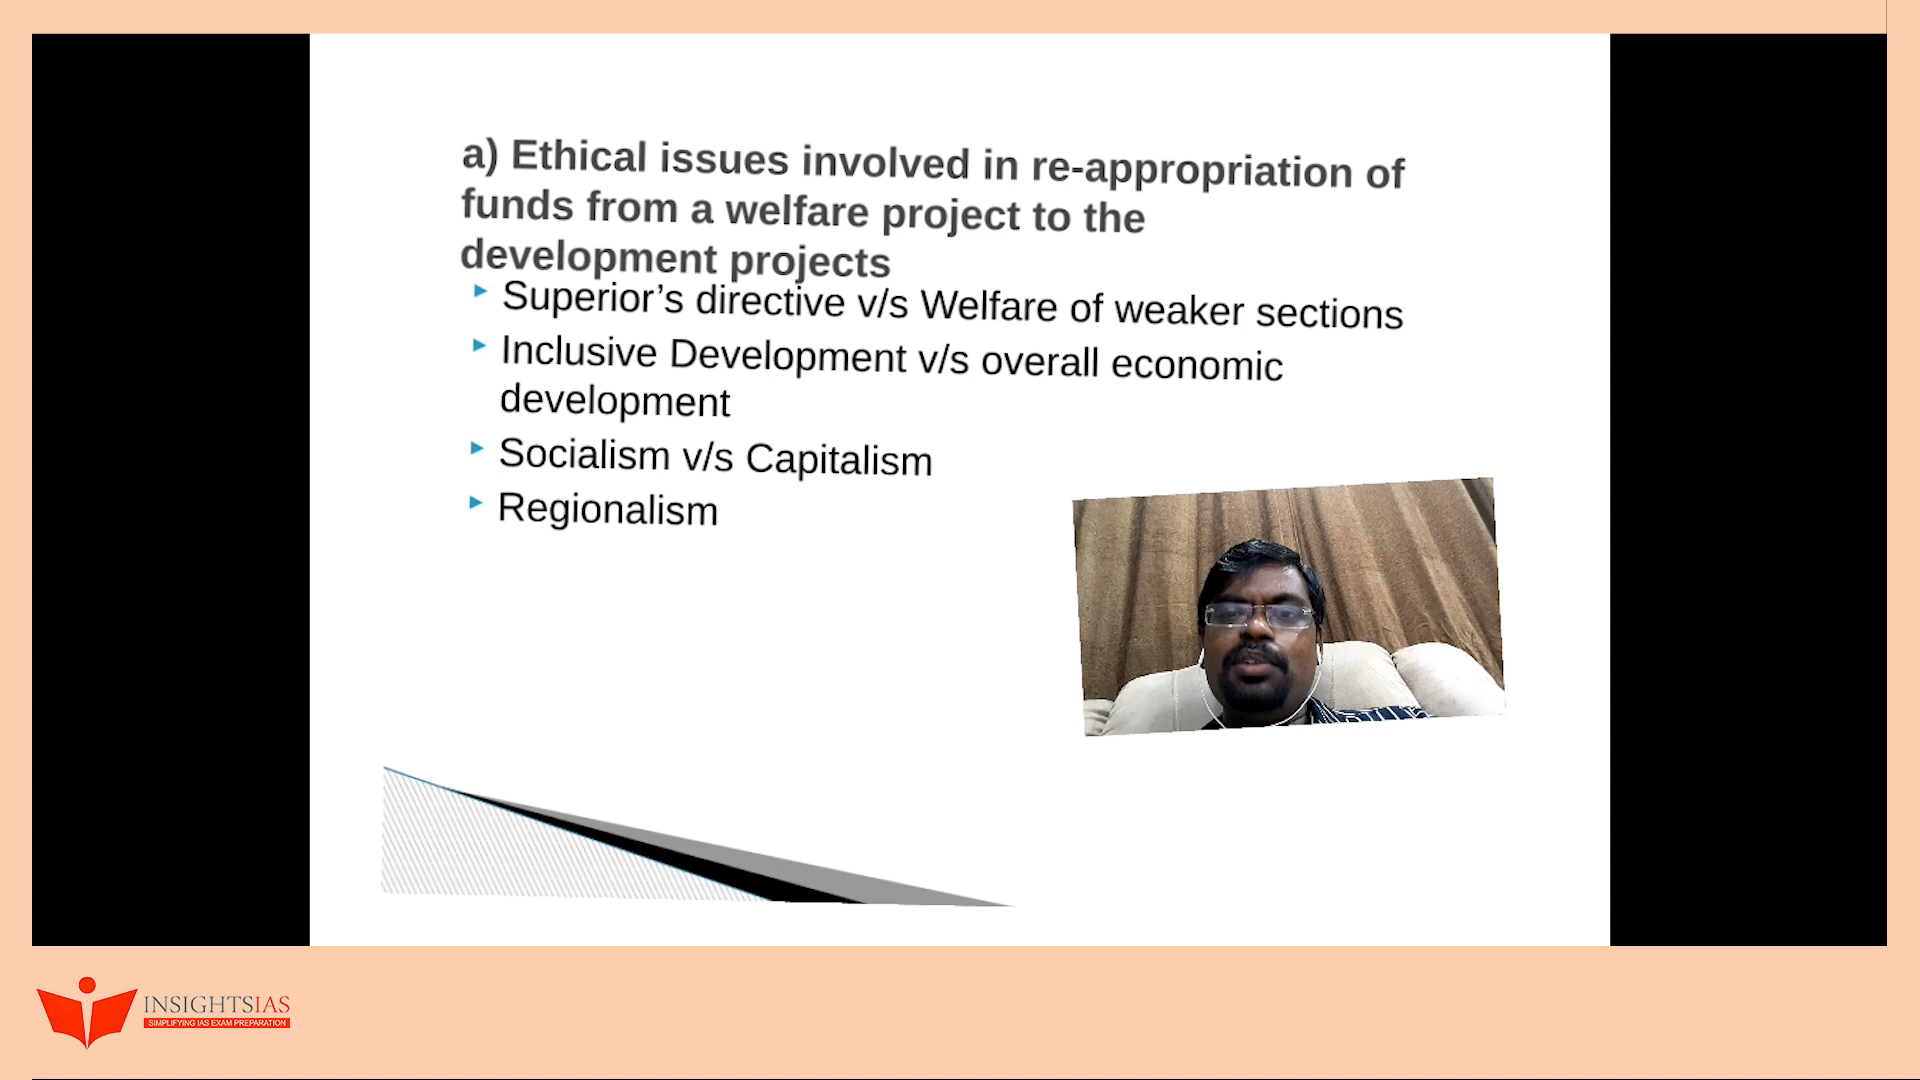 a) Ethical issues involved in re-appropriation of
funds from a welfare project to the
development projects
Superior’s directive v/s Welfare of weaker sections
Inclusive Development v/s overall economic
development
Socialism v/s Capitalism
Regionalism
INSIGHTSIAS
SIMPLIFYING IAS EXAM PREPARATION